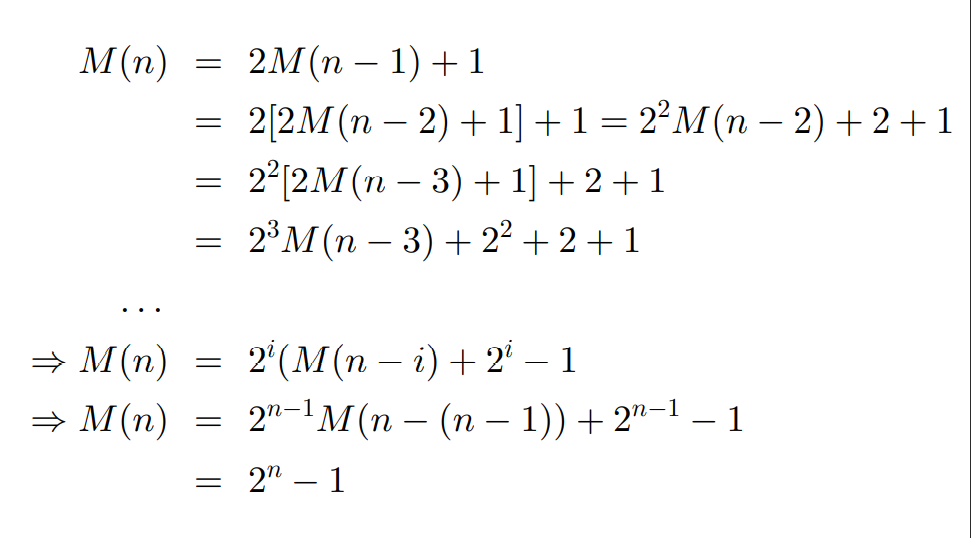 M(n) = 2M(n − 1) + 1
= 2[2M(n − 2) + 1] + 1 = 2²M(n − 2) + 2 + 1
= 2²[2M(n − 3) + 1] + 2 + 1
= 2³M(n − 3) + 2² + 2 + 1
...
⇒ M(n) = 2ⁱ(M(n − i) + 2ⁱ − 1
⇒ M(n) = 2ⁿ⁻¹M(n − (n − 1)) + 2ⁿ⁻¹ − 1
= 2ⁿ − 1